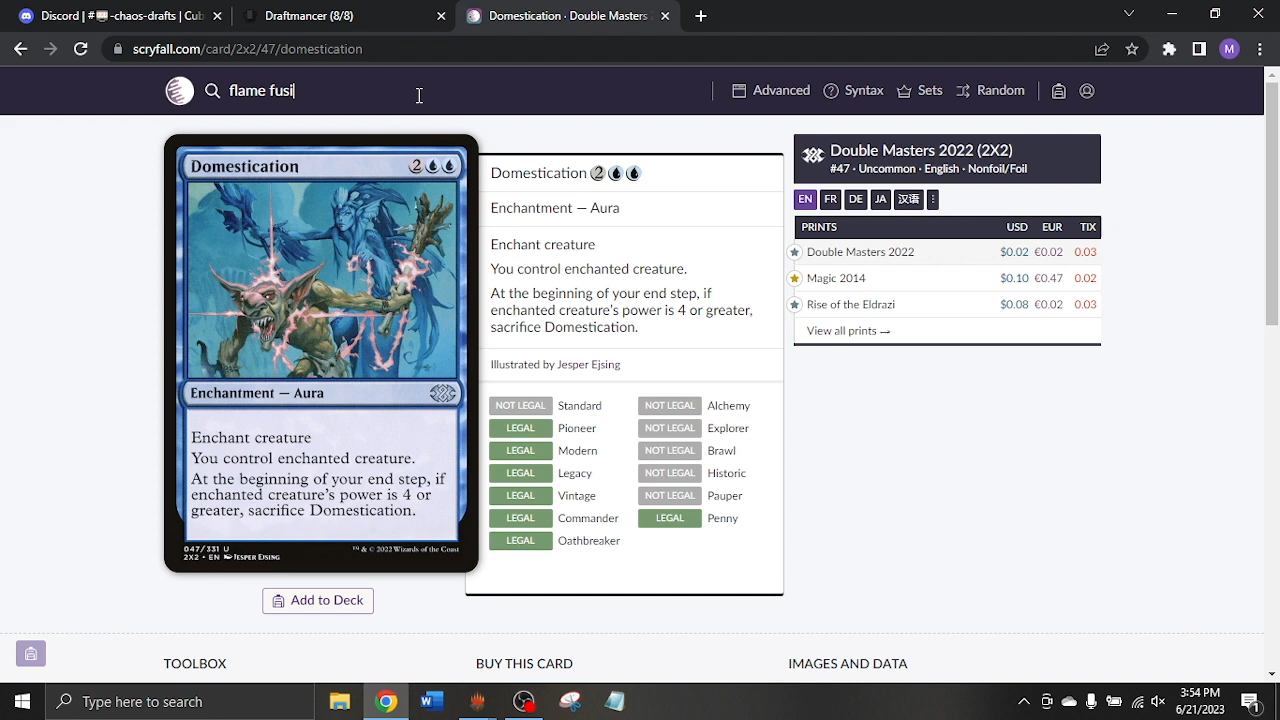 Discord | #🎟️-chaos-drafts | Cu
Drafting (8/8)
Domestication · Double Masters
scryfall.com/card/2x2/47/domestication
M
flame fusi
Advanced
Syntax
Sets
Random
Domestication 2
Enchantment — Aura
Enchant creature
You control enchanted creature.
At the beginning of your end step, if
enchanted creature's power is 4 or
greater, sacrifice Domestication.
047/331 U
2X2 • EN JESPER EJSING
™ & © 2022 Wizards of the Coast
Add to Deck
Domestication 2
Enchantment — Aura
Enchant creature
You control enchanted creature.
At the beginning of your end step, if
enchanted creature's power is 4 or greater,
sacrifice Domestication.
Illustrated by Jesper Ejsing
NOT LEGAL Standard NOT LEGAL Alchemy
LEGAL Pioneer NOT LEGAL Explorer
LEGAL Modern NOT LEGAL Brawl
LEGAL Legacy NOT LEGAL Historic
LEGAL Vintage NOT LEGAL Pauper
LEGAL Commander LEGAL Penny
LEGAL Oathbreaker
Double Masters 2022 (2X2)
#47 · Uncommon · English · Nonfoil/Foil
EN FR DE JA 汉语
PRINTS USD EUR TIX
Double Masters 2022 $0.02 €0.02 0.03
Magic 2014 $0.10 €0.47 0.02
Rise of the Eldrazi $0.08 €0.02 0.03
View all prints →
TOOLBOX
BUY THIS CARD
IMAGES AND DATA
Type here to search
3:54 PM
6/21/2023